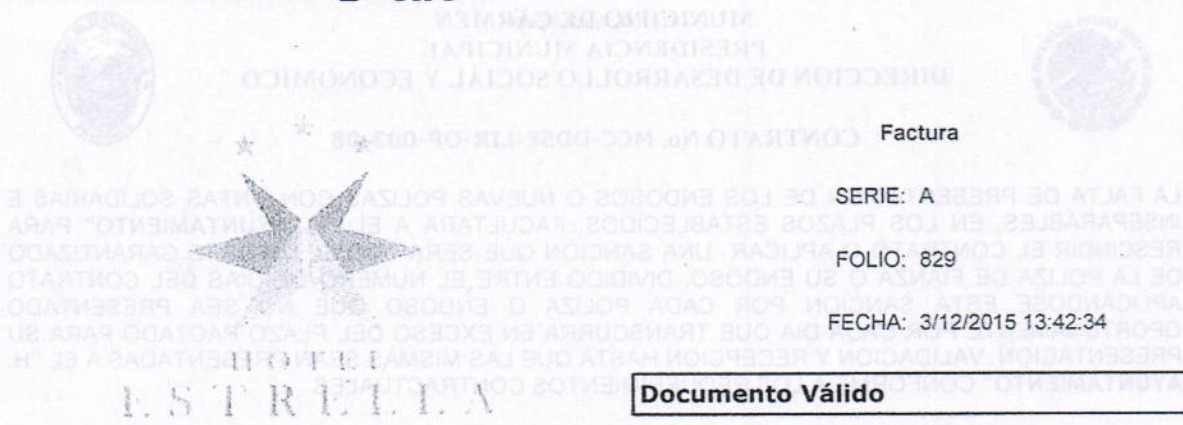 MUNICIPIO DE CARMEN
PRESIDENCIA MUNICIPAL
DIRECCION DE DESARROLLO SOCIAL Y ECONOMICO
CONTRATO No. MCC-DDSE-LIR-OP-003-08
Factura
SERIE: A
FOLIO: 829
FECHA: 3/12/2015 13:42:34
HOTEL
ESTRELLA
Documento Válido
LA FALTA DE PRESENTACION DE LOS ENDOSOS O NUEVAS POLIZAS CON AFIANZADORAS SOLIDARIAS E
INSEPARABLES, EN LOS PLAZOS ESTABLECIDOS, FACULTARA A EL "H. AYUNTAMIENTO" PARA
RESCINDIR EL CONTRATO O APLICAR UNA SANCION QUE SERA GARANTIZADO
DE LA POLIZA DE FIANZA O SU ENDOSO, DIVIDIDO ENTRE EL NUMERO DE DIAS DEL CONTRATO
APLICÁNDOSE ESTA SANCION POR CADA POLIZA O ENDOSO QUE NO SEA PRESENTADO
POR CADA DIA QUE TRANSCURRA EN EXCESO DEL PLAZO PACTADO PARA SU
PRESENTACION, VALIDACION Y RECEPCION HASTA QUE LAS MISMAS SEAN PRESENTADAS A EL "H.
AYUNTAMIENTO" CONFORME A LOS REQUERIMIENTOS CONTRACTUALES.